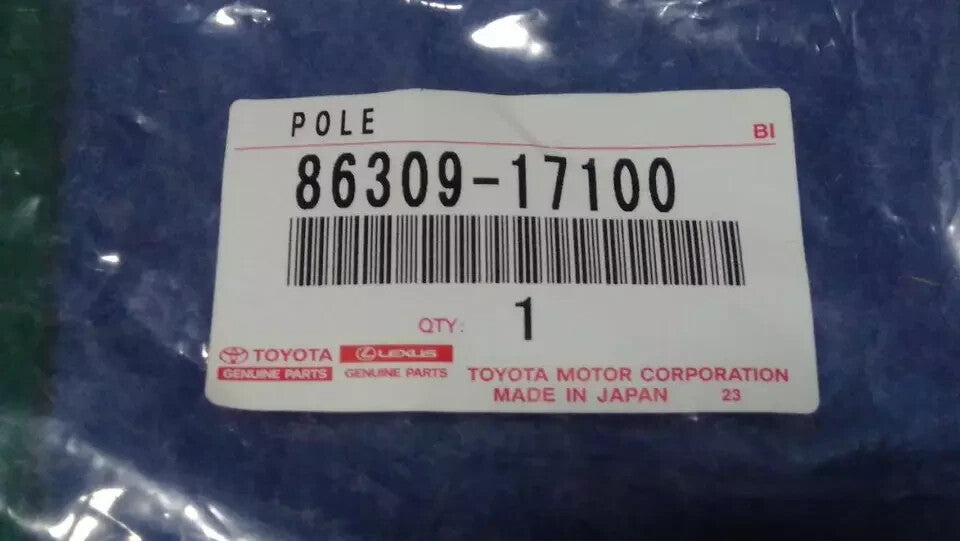 POLE
BI
86309-17100
QTY: 1
TOYOTA LEXUS
GENUINE PARTS GENUINE PARTS
TOYOTA MOTOR CORPORATION
MADE IN JAPAN 23